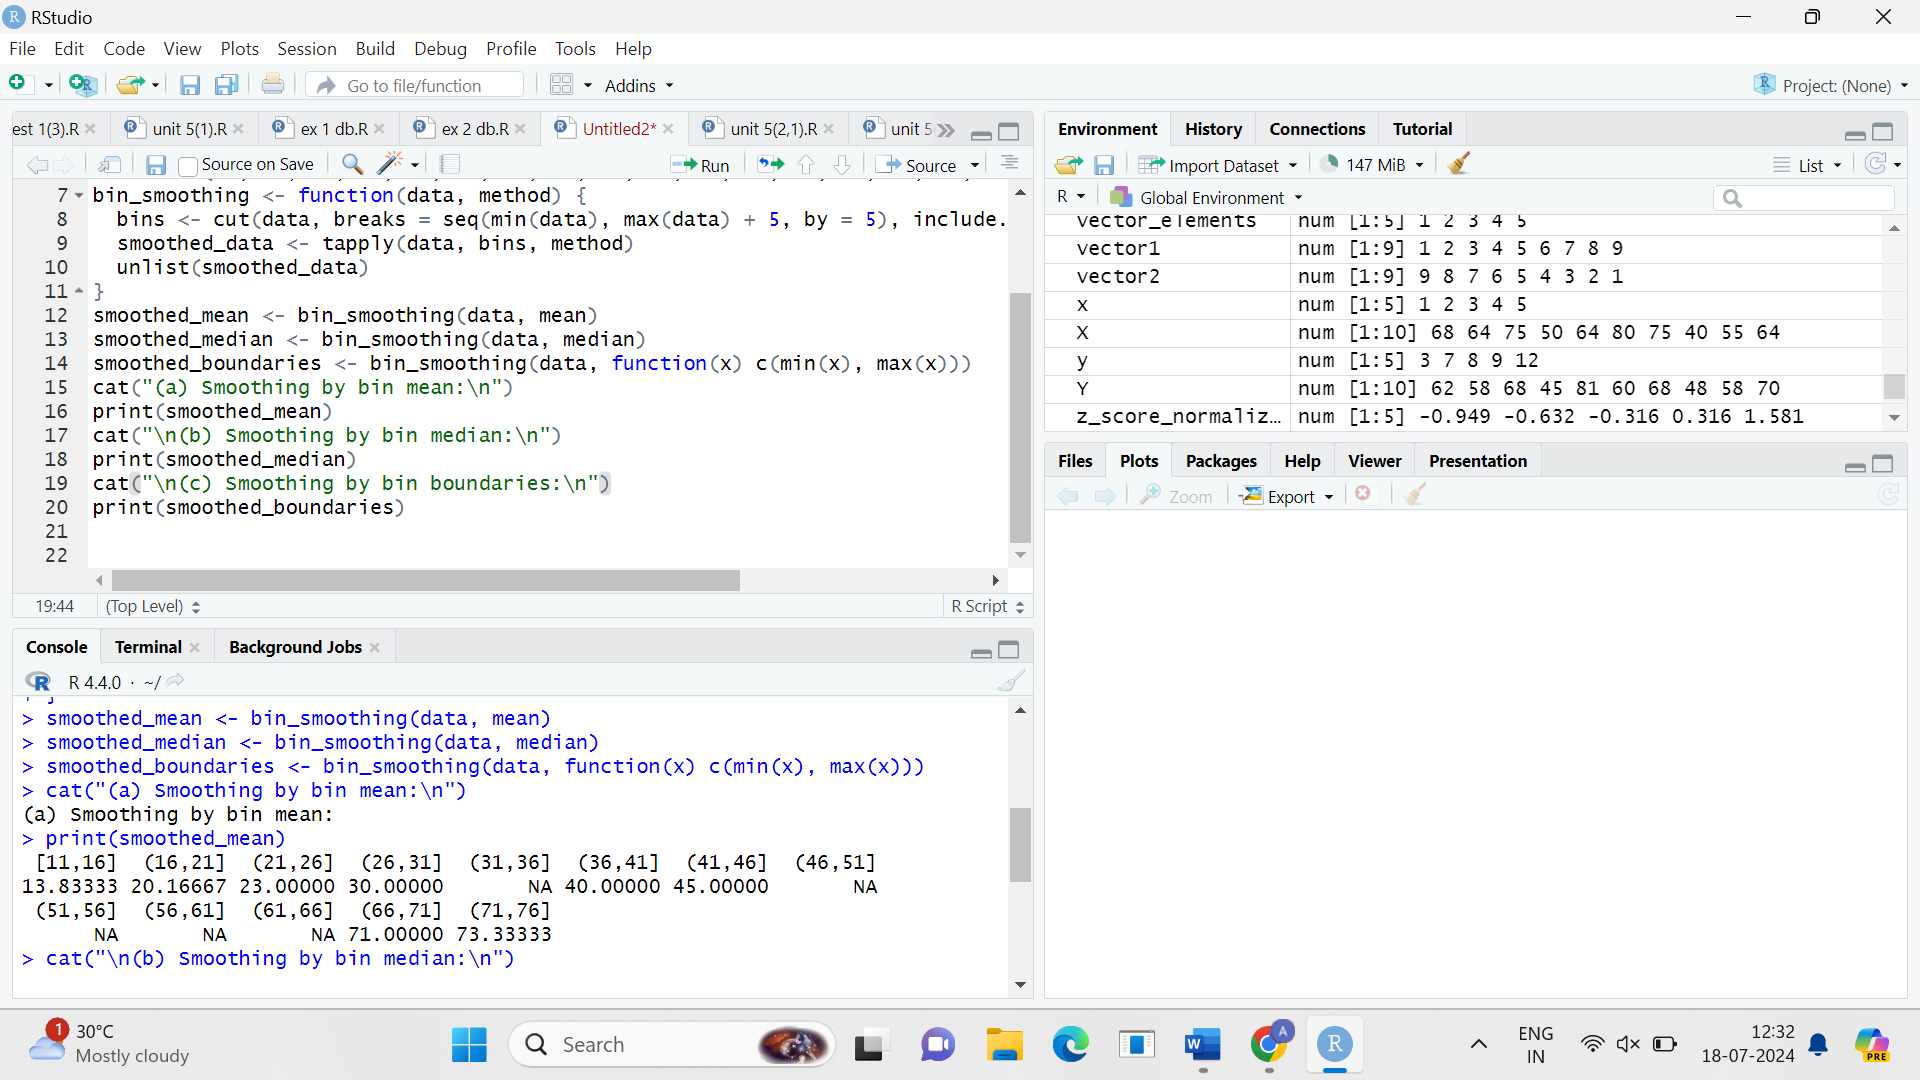 RStudio
File Edit Code View Plots Session Build Debug Profile Tools Help
Go to file/function Addins Project: (None)
est 1(3).R unit 5(1).R ex 1 db.R ex 2 db.R Untitled2* unit 5(2,1).R unit 5
Source on Save Run Source
7 bin_smoothing <- function(data, method) {
8 bins <- cut(data, breaks = seq(min(data), max(data) + 5, by = 5), include.
9 smoothed_data <- tapply(data, bins, method)
10 unlist(smoothed_data)
11 }
12 smoothed_mean <- bin_smoothing(data, mean)
13 smoothed_median <- bin_smoothing(data, median)
14 smoothed_boundaries <- bin_smoothing(data, function(x) c(min(x), max(x)))
15 cat("(a) Smoothing by bin mean:\n")
16 print(smoothed_mean)
17 cat("\n(b) Smoothing by bin median:\n")
18 print(smoothed_median)
19 cat("\n(c) Smoothing by bin boundaries:\n")
20 print(smoothed_boundaries)
21
22
19:44 (Top Level) R Script
Console Terminal Background Jobs
R 4.4.0 · ~/
> smoothed_mean <- bin_smoothing(data, mean)
> smoothed_median <- bin_smoothing(data, median)
> smoothed_boundaries <- bin_smoothing(data, function(x) c(min(x), max(x)))
> cat("(a) Smoothing by bin mean:\n")
(a) Smoothing by bin mean:
> print(smoothed_mean)
[11,16] (16,21] (21,26] (26,31] (31,36] (36,41] (41,46] (46,51]
13.83333 20.16667 23.00000 30.00000 NA 40.00000 45.00000 NA
(51,56] (56,61] (61,66] (66,71] (71,76]
NA NA NA 71.00000 73.33333
> cat("\n(b) Smoothing by bin median:\n")
Environment History Connections Tutorial
Import Dataset 147 MiB List
R Global Environment
vector_elements num [1:5] 1 2 3 4 5
vector1 num [1:9] 1 2 3 4 5 6 7 8 9
vector2 num [1:9] 9 8 7 6 5 4 3 2 1
x num [1:5] 1 2 3 4 5
X num [1:10] 68 64 75 50 64 80 75 40 55 64
y num [1:5] 3 7 8 9 12
Y num [1:10] 62 58 68 45 81 60 68 48 58 70
z_score_normaliz… num [1:5] -0.949 -0.632 -0.316 0.316 1.581
Files Plots Packages Help Viewer Presentation
Zoom Export
1 30°C
Mostly cloudy
Search
ENG
IN
12:32
18-07-2024
PRE